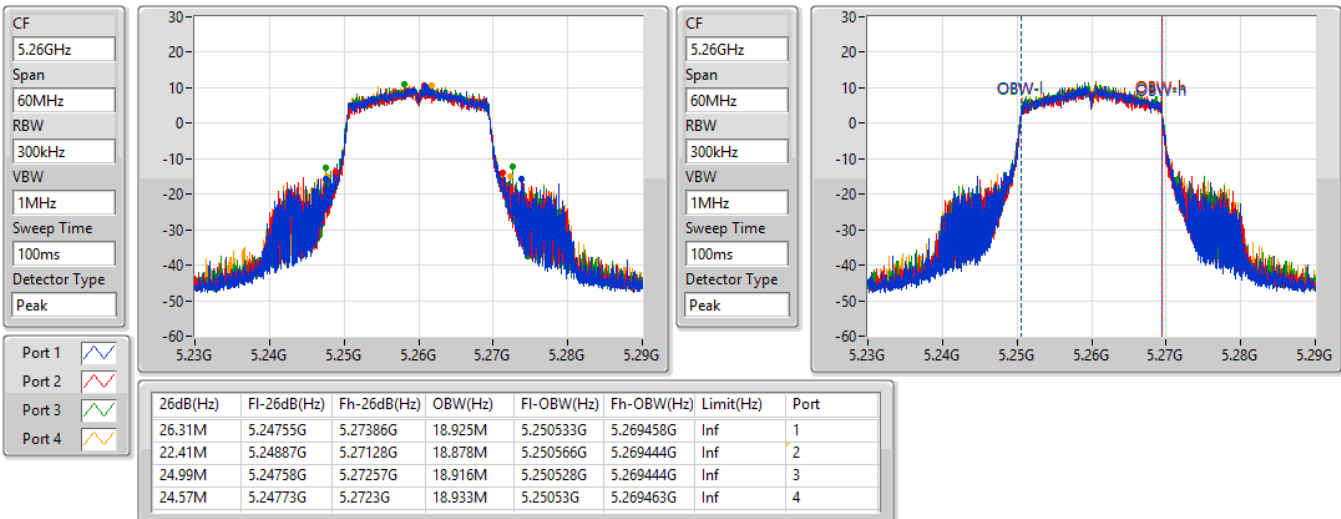 CF
5.26GHz
Span
60MHz
RBW
300kHz
VBW
1MHz
Sweep Time
100ms
Detector Type
Peak
30
20
10
0
-10
-20
-30
-40
-50
-60
5.23G 5.24G 5.25G 5.26G 5.27G 5.28G 5.29G
CF
5.26GHz
Span
60MHz
RBW
300kHz
VBW
1MHz
Sweep Time
100ms
Detector Type
Peak
30
20
10
0
-10
-20
-30
-40
-50
-60
OBW-l OBW-h
5.23G 5.24G 5.25G 5.26G 5.27G 5.28G 5.29G
Port 1
Port 2
Port 3
Port 4
26dB(Hz) Fl-26dB(Hz) Fh-26dB(Hz) OBW(Hz) Fl-OBW(Hz) Fh-OBW(Hz) Limit(Hz) Port
26.31M 5.24755G 5.27386G 18.925M 5.250533G 5.269458G Inf 1
22.41M 5.24887G 5.27128G 18.878M 5.250566G 5.269444G Inf 2
24.99M 5.24758G 5.27257G 18.916M 5.250528G 5.269444G Inf 3
24.57M 5.24773G 5.2723G 18.933M 5.25053G 5.269463G Inf 4